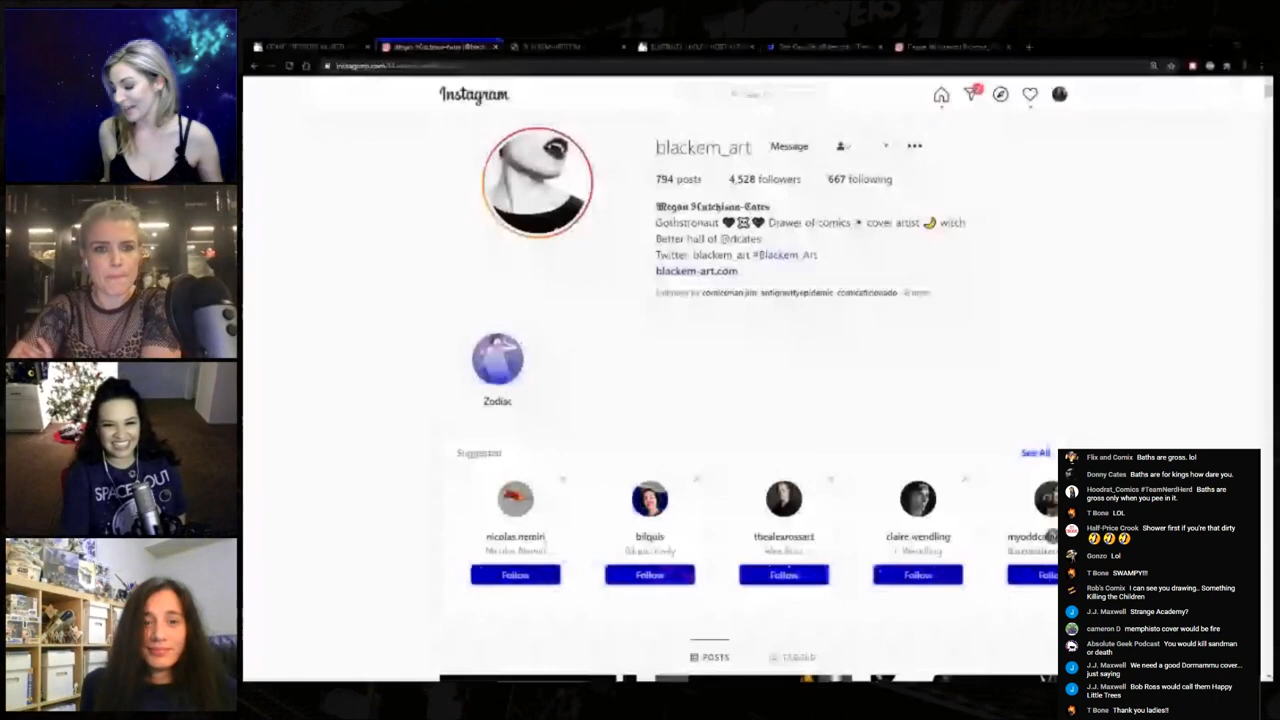 Instagram
blackem_art Message
794 posts 4,528 followers 667 following
Megan Hutchison-Cates
Gothstronaut Drawer of comics cover artist witch
Better half of @dcates
Twitter: blackem_art #Blackem_Art
blackem-art.com
comicsmanjim antigravityepidemic comicaficionado
Zodiac
Suggested See All
nicolas.nemiri bilquis thealexrossart claire.wendling
Follow Follow Follow Follow
POSTS TAGGED
SPACED OUT
Flix and Comix Baths are gross. lol
Donny Cates Baths are for kings how dare you.
Hoodrat_Comics #TeamNerdHerd Baths are
gross only when you pee in it.
T Bone LOL
Half-Price Crook Shower first if you're that dirty
🤣🤣🤣
Gonzo Lol
T Bone SWAMPY!!!
Rob's Comix I can see you drawing.. Something
Killing the Children
J.J. Maxwell Strange Academy?
cameron D memphisto cover would be fire
Absolute Geek Podcast You would kill sandman
or death
J.J. Maxwell We need a good Dormammu cover...
just saying
J.J. Maxwell Bob Ross would call them Happy
Little Trees
T Bone Thank you ladies!!